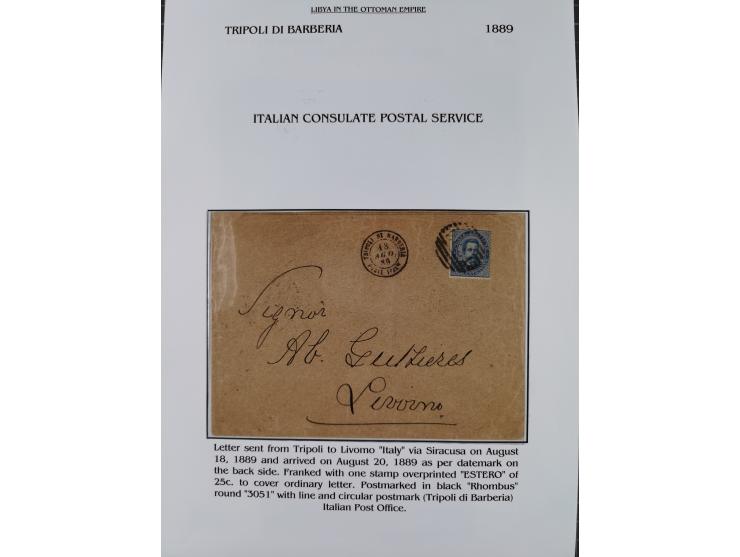 LIBYA IN THE OTTOMAN EMPIRE
TRIPOLI DI BARBERIA 1889
ITALIAN CONSULATE POSTAL SERVICE
TRIPOLI DI BARBERIA
18
AGO
Signor
Ab. Gutieres
Livorno
Letter sent from Tripoli to Livomo "Italy" via Siracusa on August
18, 1889 and arrived on August 20, 1889 as per datemark on
the back side. Franked with one stamp overprinted "ESTERO" of
25c. to cover ordinary letter. Postmarked in black "Rhombus"
round "3051" with line and circular postmark (Tripoli di Barberia)
Italian Post Office.